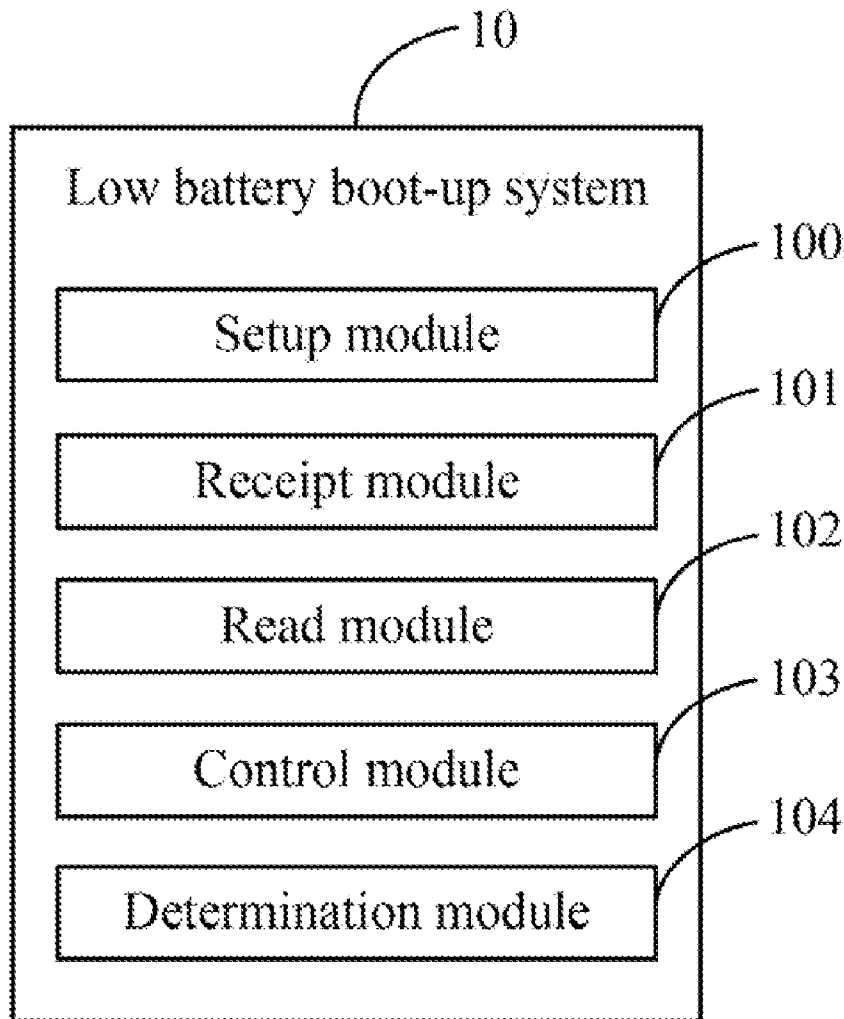 10
Low battery boot-up system
100
Setup module
101
Receipt module
102
Read module
103
Control module
104
Determination module